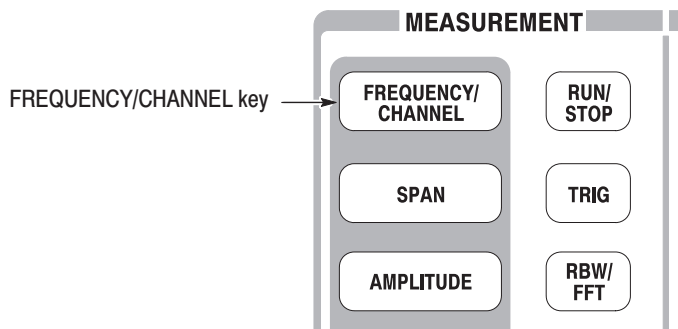 MEASUREMENT
FREQUENCY/CHANNEL key
FREQUENCY/
CHANNEL
RUN/
STOP
SPAN
TRIG
AMPLITUDE
RBW/
FFT